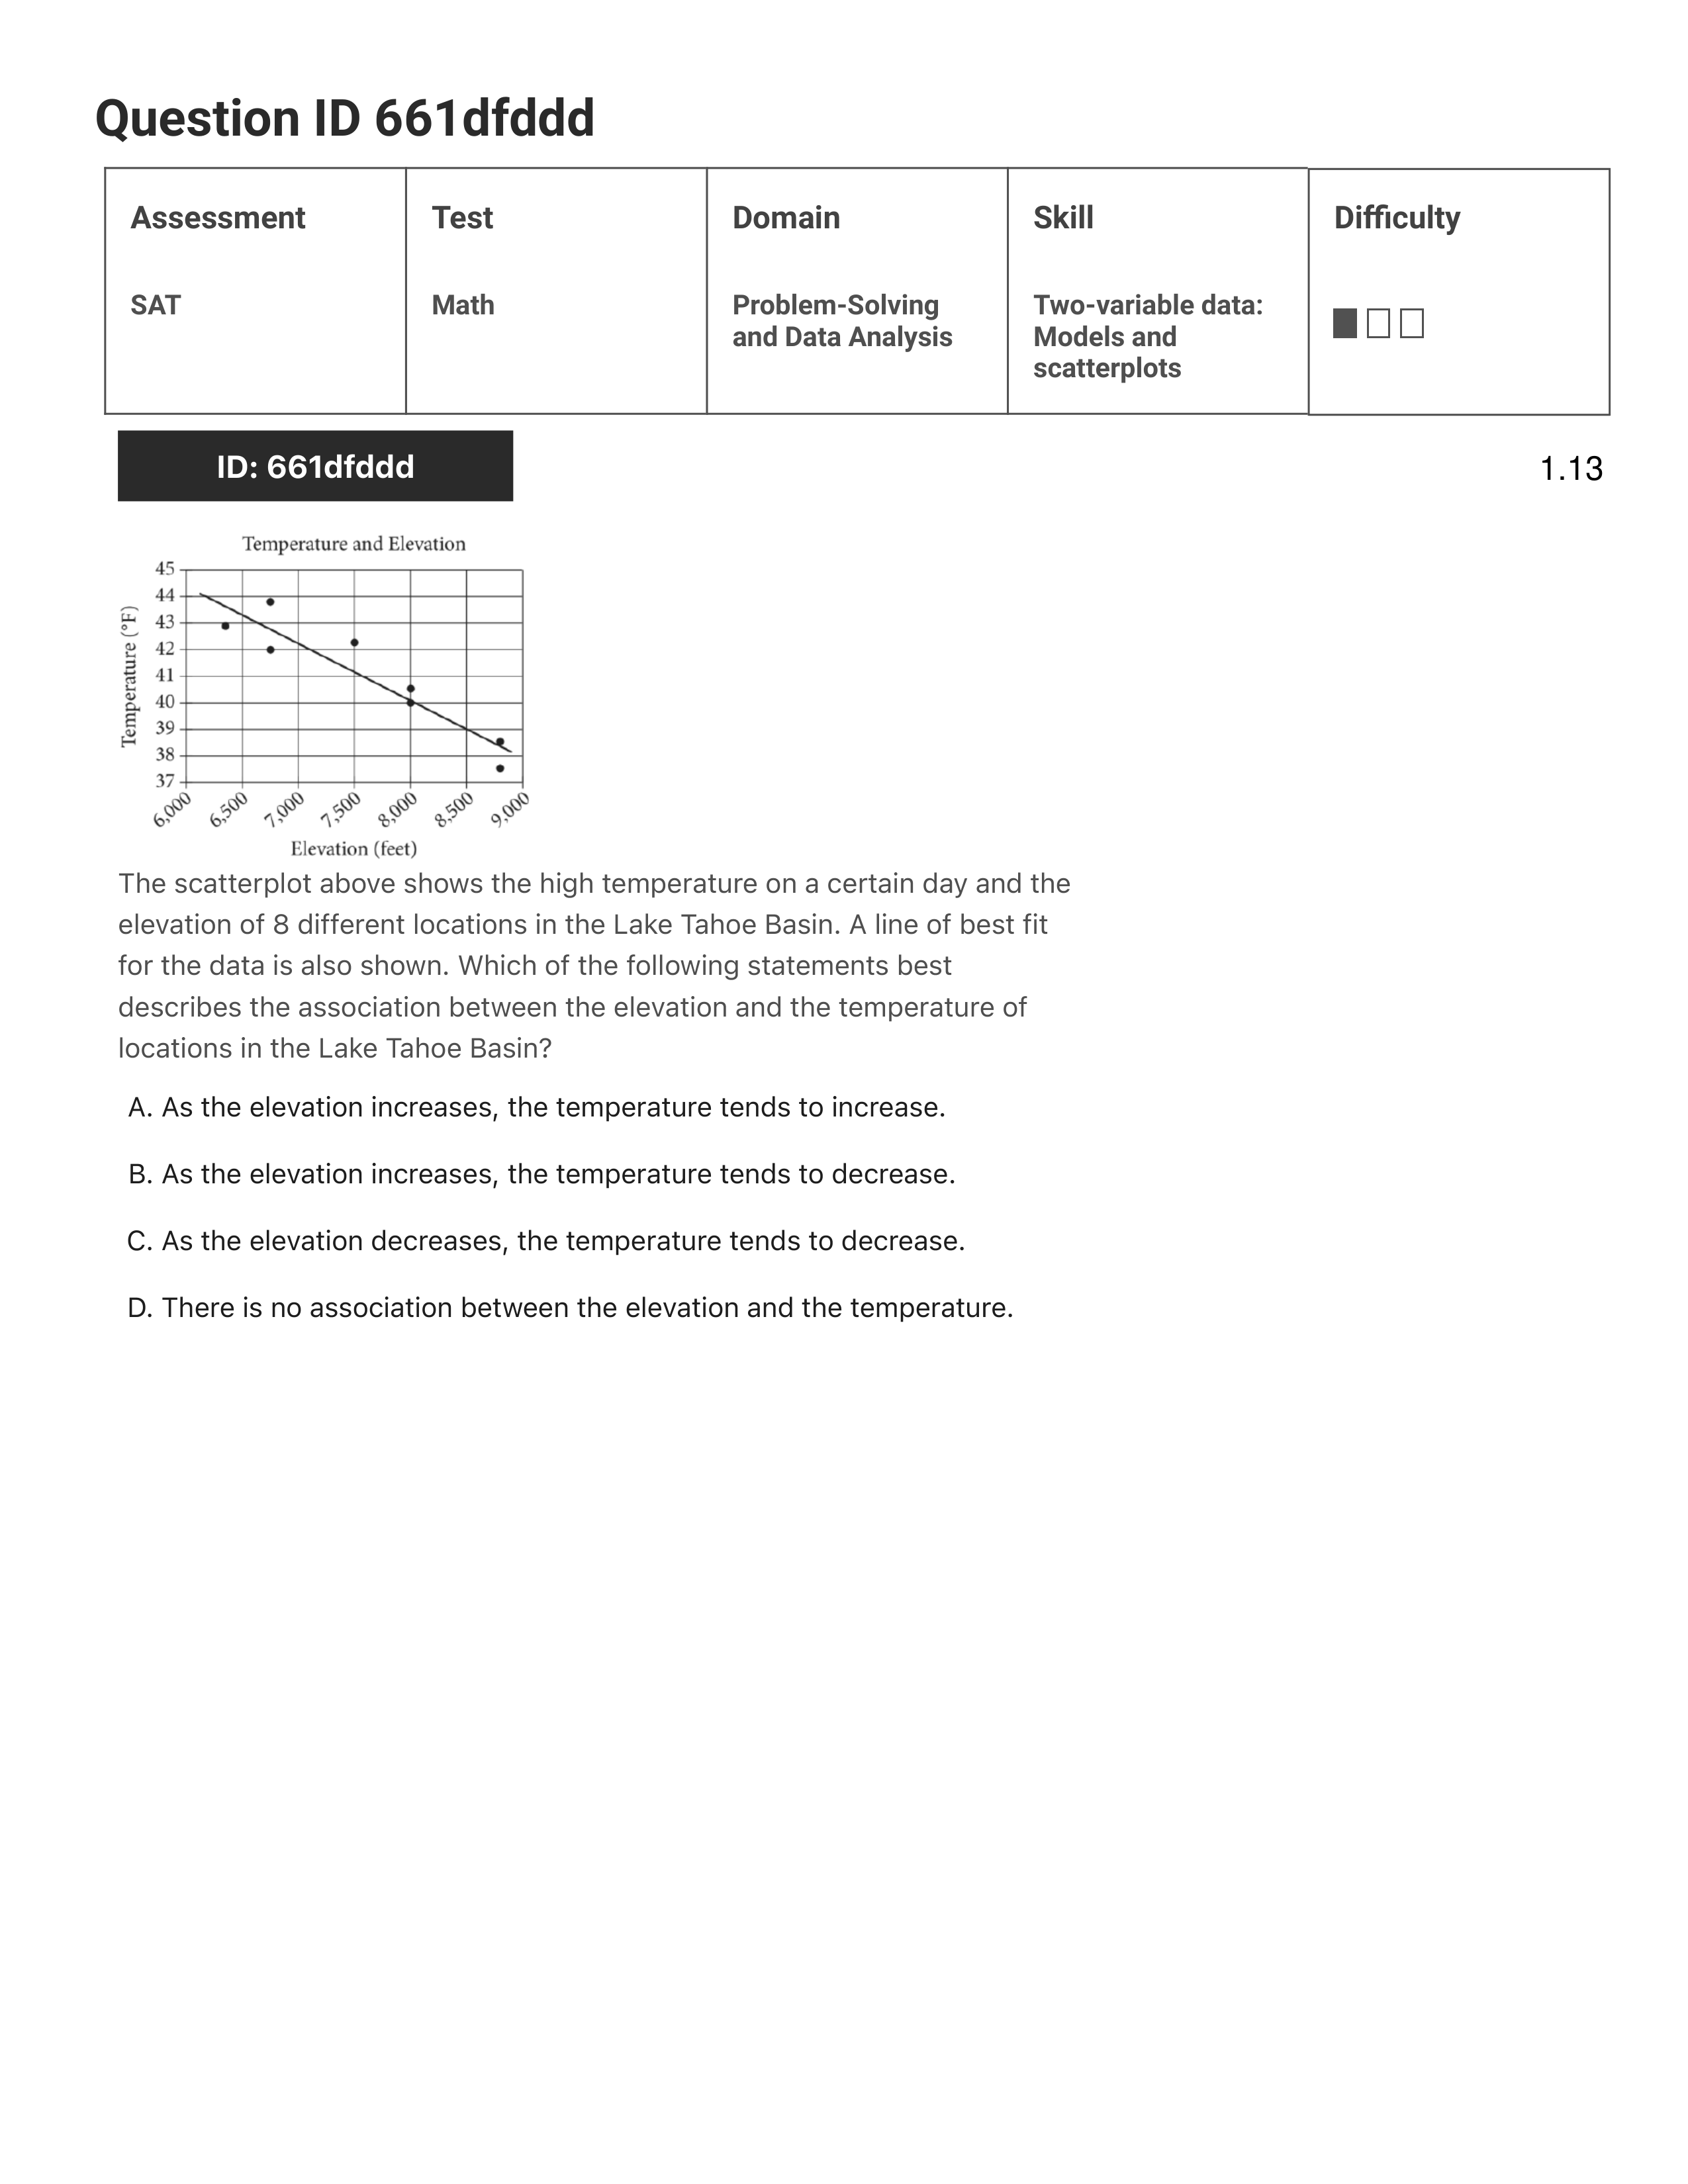 Question ID 661dfddd
Assessment
Test
Domain
Skill
Difficulty
SAT
Math
Problem-Solving
and Data Analysis
Two-variable data:
Models and
scatterplots
ID: 661dfddd
1.13
Temperature and Elevation
Temperature (°F)
45
44
43
42
41
40
39
38
37
6,000
6,500
7,000
7,500
8,000
8,500
9,000
Elevation (feet)
The scatterplot above shows the high temperature on a certain day and the
elevation of 8 different locations in the Lake Tahoe Basin. A line of best fit
for the data is also shown. Which of the following statements best
describes the association between the elevation and the temperature of
locations in the Lake Tahoe Basin?
A. As the elevation increases, the temperature tends to increase.
B. As the elevation increases, the temperature tends to decrease.
C. As the elevation decreases, the temperature tends to decrease.
D. There is no association between the elevation and the temperature.